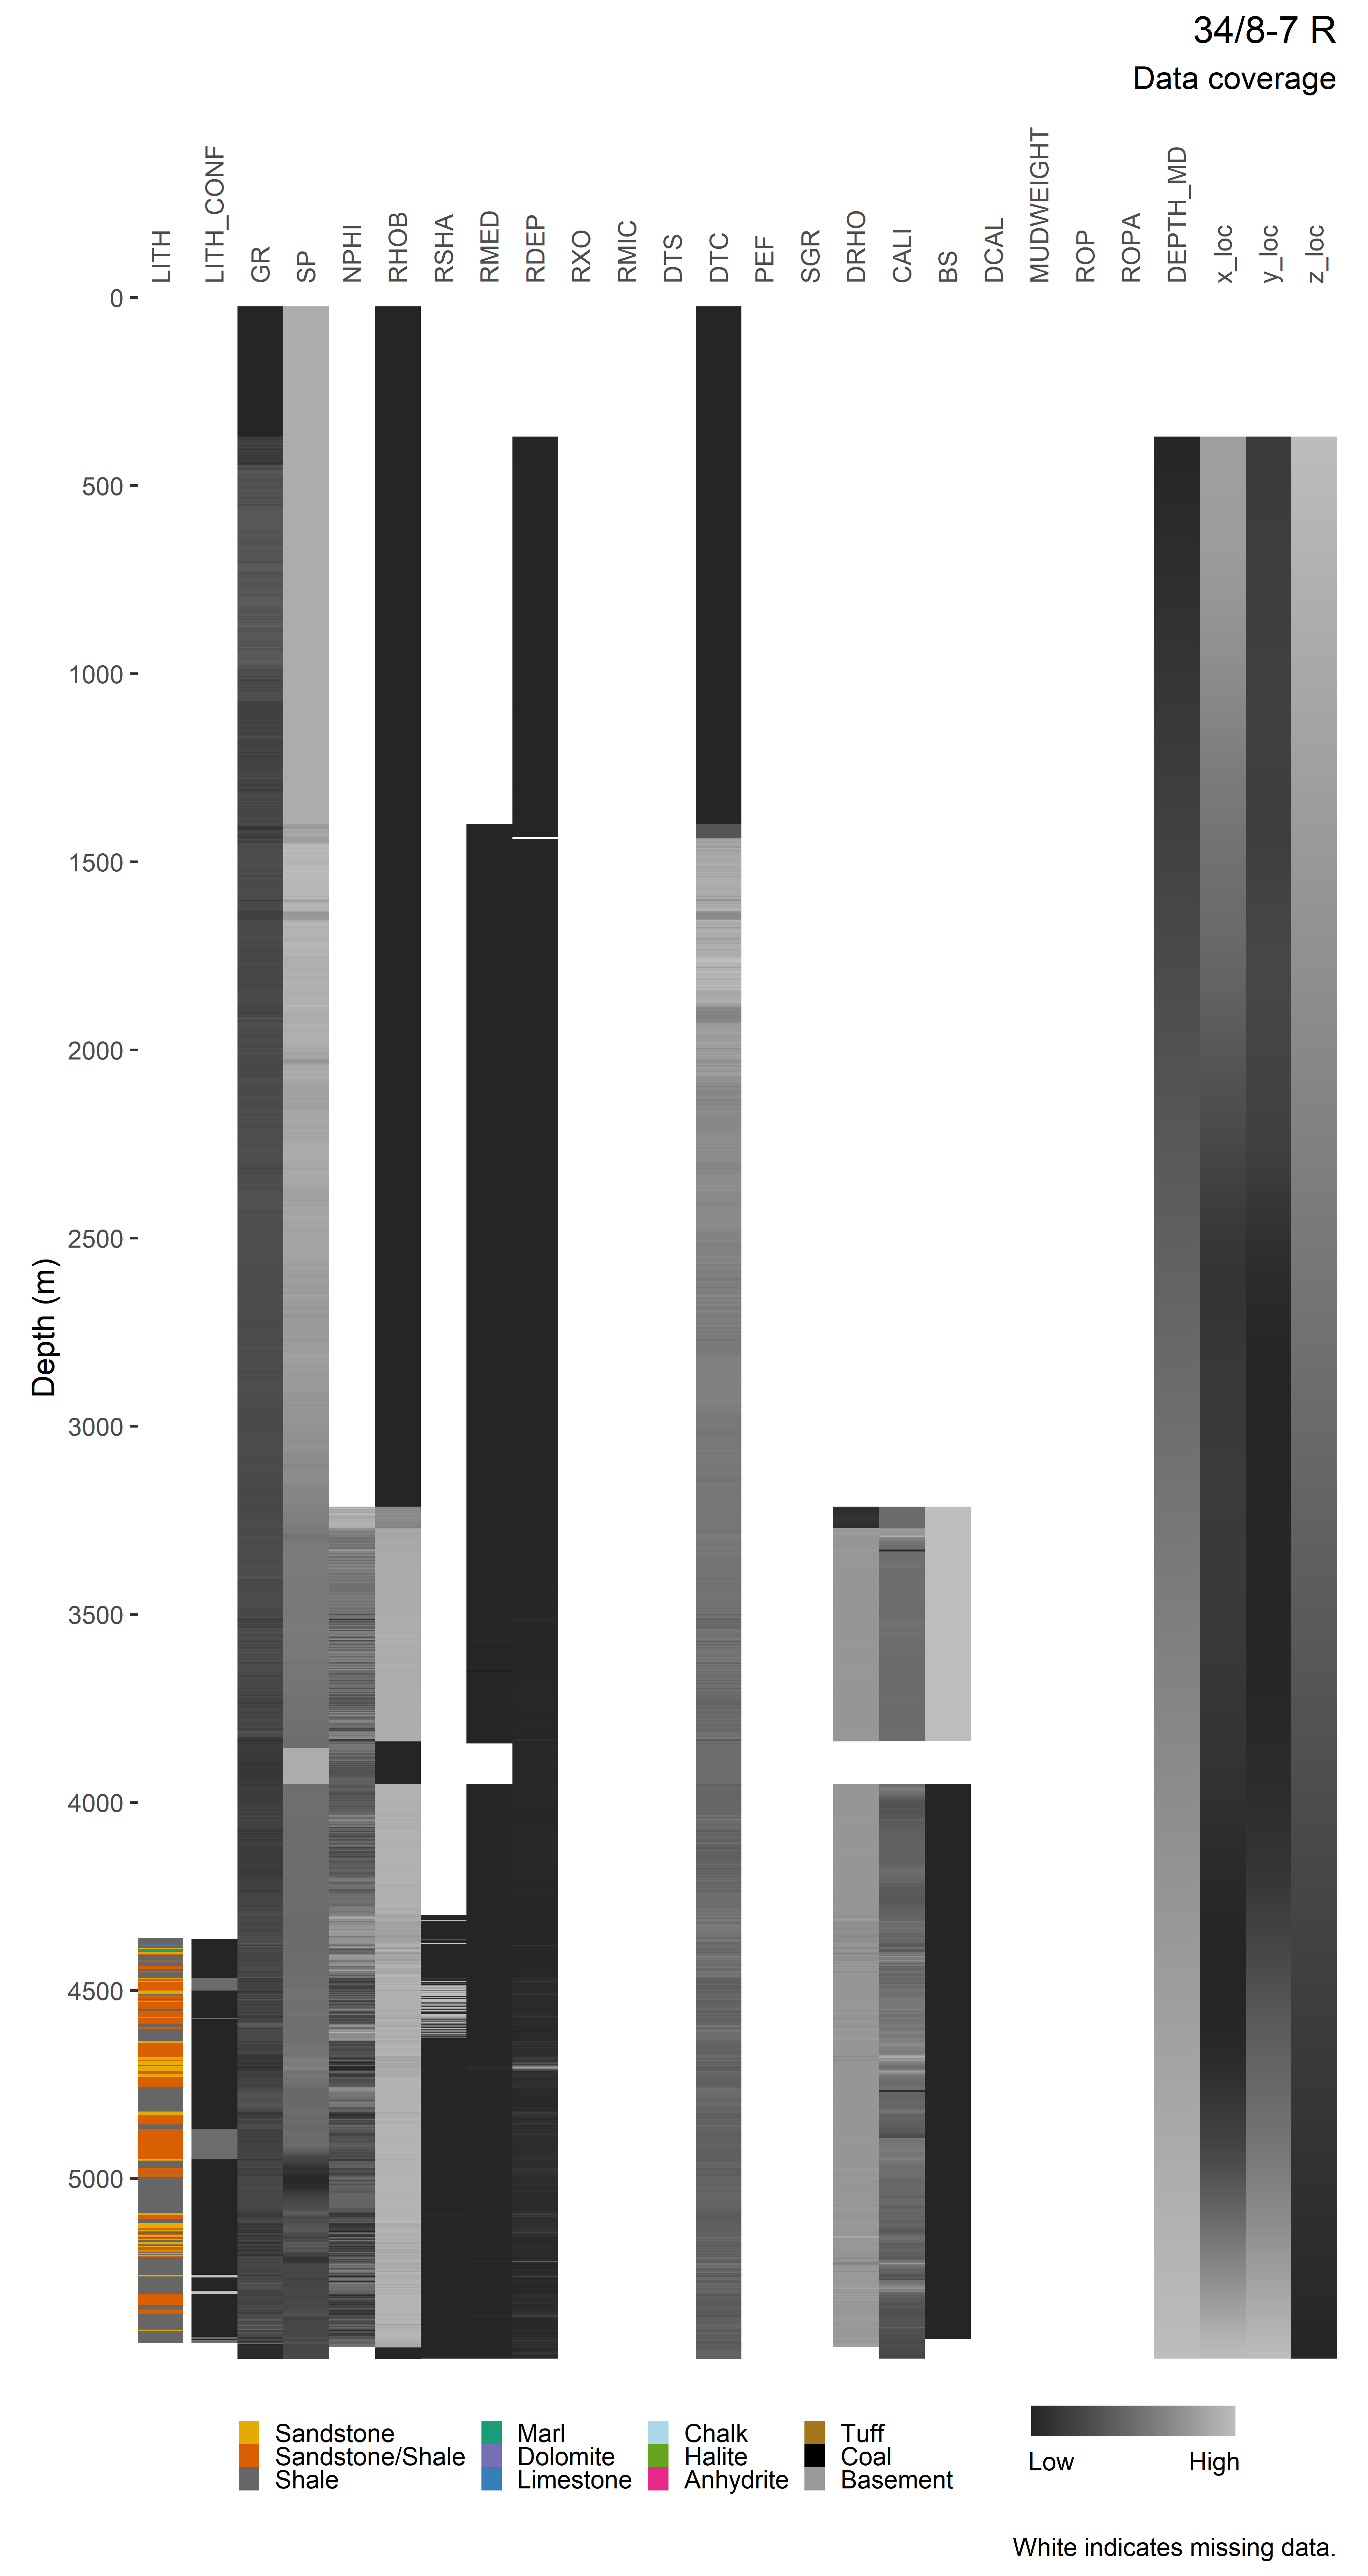 34/8-7 R
Data coverage
LITH
LITH_CONF
GR
SP
NPHI
RHOB
RSHA
RMED
RDEP
RXO
RMIC
DTS
DTC
PEF
SGR
DRHO
CALI
BS
DCAL
MUDWEIGHT
ROP
ROPA
DEPTH_MD
x_loc
y_loc
z_loc
Depth (m)
0
500
1000
1500
2000
2500
3000
3500
4000
4500
5000
Sandstone
Sandstone/Shale
Shale
Marl
Dolomite
Limestone
Chalk
Halite
Anhydrite
Tuff
Coal
Basement
Low High
White indicates missing data.